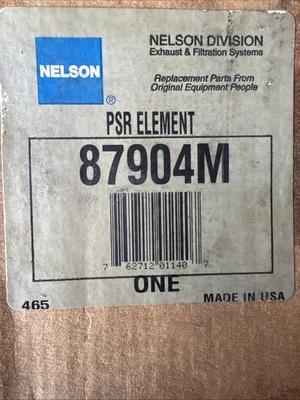 NELSON
®
NELSON DIVISION
Exhaust & Filtration Systems
Replacement Parts From
Original Equipment People
PSR ELEMENT
87904M
7 62712 01140 7
ONE
465
MADE IN USA